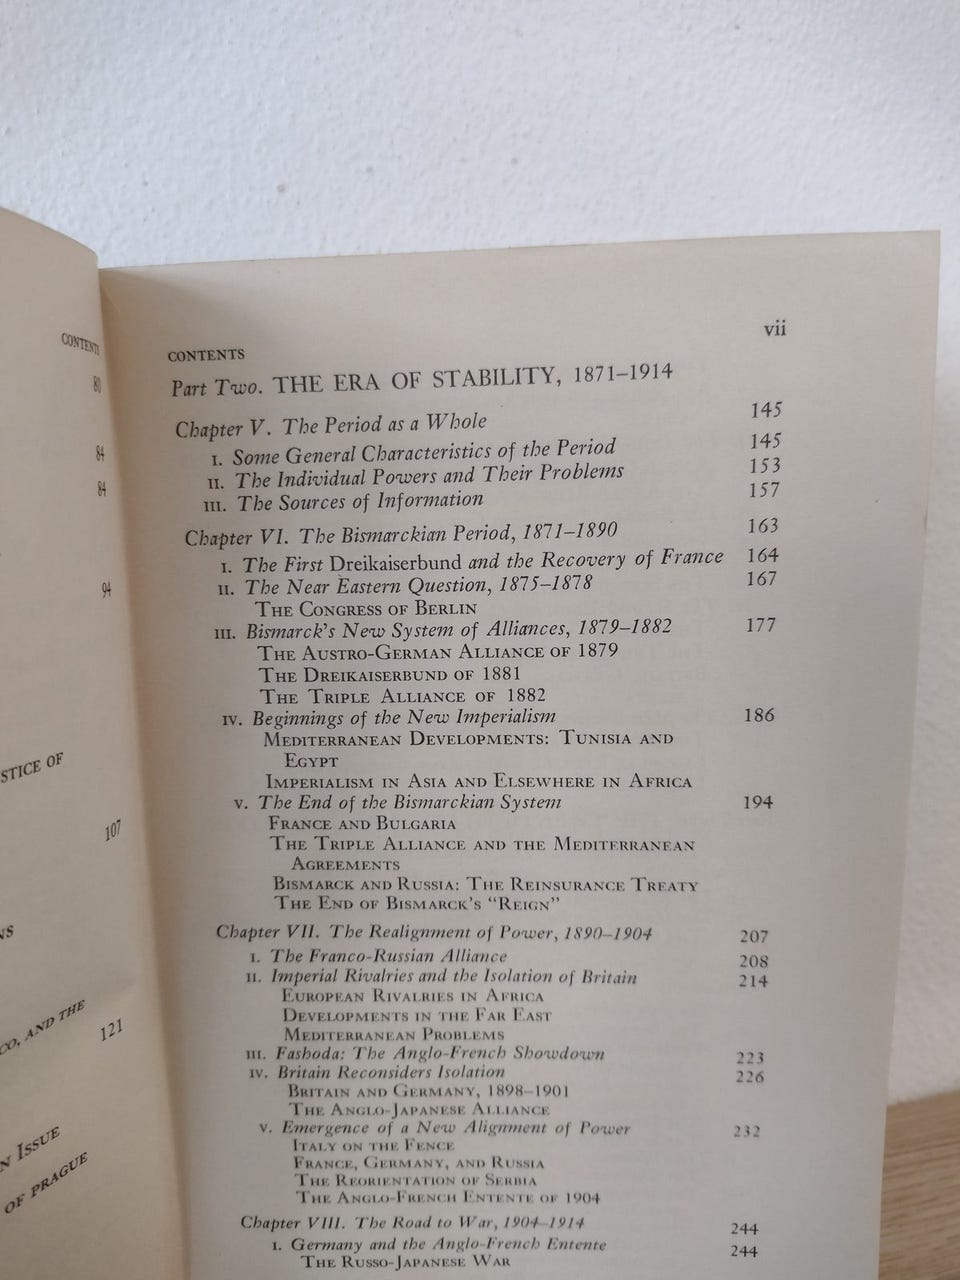 CONTENTS
80
84
84
94
STICE OF
107
NS
CO, AND THE
121
N ISSUE
OF PRAGUE
vii
CONTENTS
Part Two. THE ERA OF STABILITY, 1871–1914
Chapter V. The Period as a Whole 145
I. Some General Characteristics of the Period 145
II. The Individual Powers and Their Problems 153
III. The Sources of Information 157
Chapter VI. The Bismarckian Period, 1871–1890 163
I. The First Dreikaiserbund and the Recovery of France 164
II. The Near Eastern Question, 1875–1878 167
THE CONGRESS OF BERLIN
III. Bismarck's New System of Alliances, 1879–1882 177
THE AUSTRO-GERMAN ALLIANCE OF 1879
THE DREIKAISERBUND OF 1881
THE TRIPLE ALLIANCE OF 1882
IV. Beginnings of the New Imperialism 186
MEDITERRANEAN DEVELOPMENTS: TUNISIA AND
EGYPT
IMPERIALISM IN ASIA AND ELSEWHERE IN AFRICA
V. The End of the Bismarckian System 194
FRANCE AND BULGARIA
THE TRIPLE ALLIANCE AND THE MEDITERRANEAN
AGREEMENTS
BISMARCK AND RUSSIA: THE REINSURANCE TREATY
THE END OF BISMARCK'S "REIGN"
Chapter VII. The Realignment of Power, 1890–1904 207
I. The Franco-Russian Alliance 208
II. Imperial Rivalries and the Isolation of Britain 214
EUROPEAN RIVALRIES IN AFRICA
DEVELOPMENTS IN THE FAR EAST
MEDITERRANEAN PROBLEMS
III. Fashoda: The Anglo-French Showdown 223
IV. Britain Reconsiders Isolation 226
BRITAIN AND GERMANY, 1898–1901
THE ANGLO-JAPANESE ALLIANCE
V. Emergence of a New Alignment of Power 232
ITALY ON THE FENCE
FRANCE, GERMANY, AND RUSSIA
THE REORIENTATION OF SERBIA
THE ANGLO-FRENCH ENTENTE OF 1904
Chapter VIII. The Road to War, 1904–1914 244
I. Germany and the Anglo-French Entente 244
THE RUSSO-JAPANESE WAR